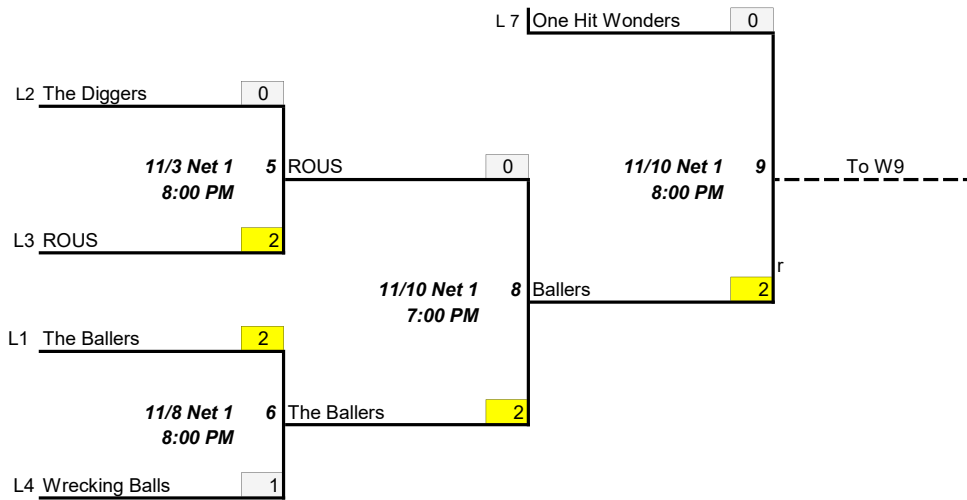 L 7 One Hit Wonders 0
L2 The Diggers 0
11/3 Net 1 5 ROUS 0 11/10 Net 1 9 To W9
8:00 PM 8:00 PM
L3 ROUS 2
r
11/10 Net 1 8 Ballers 2
7:00 PM
L1 The Ballers 2
11/8 Net 1 6 The Ballers 2
8:00 PM
L4 Wrecking Balls 1